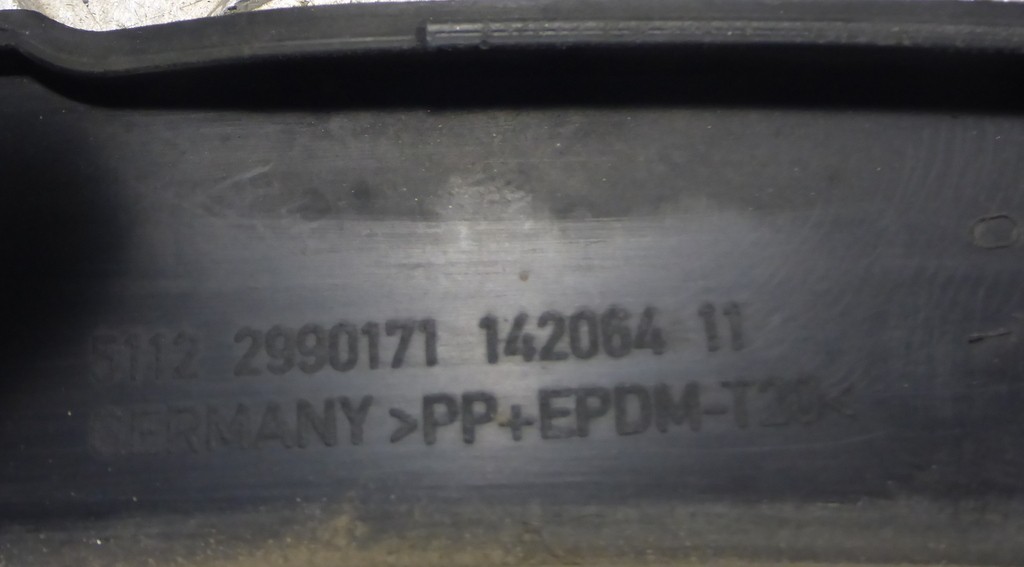 5112 2990171 142064 11
GERMANY >PP+EPDM-T20<